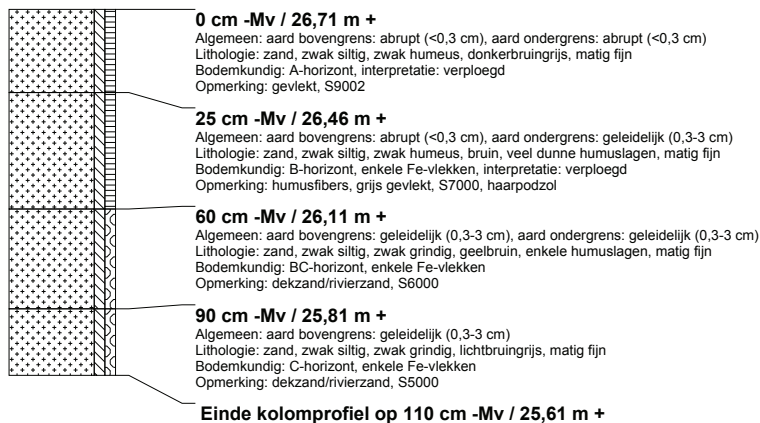 0 cm -Mv / 26,71 m +
Algemeen: aard bovengrens: abrupt (<0,3 cm), aard ondergrens: abrupt (<0,3 cm)
Lithologie: zand, zwak siltig, zwak humeus, donkerbruingrijs, matig fijn
Bodemkundig: A-horizont, interpretatie: verploegd
Opmerking: gevlekt, S9002
25 cm -Mv / 26,46 m +
Algemeen: aard bovengrens: abrupt (<0,3 cm), aard ondergrens: geleidelijk (0,3-3 cm)
Lithologie: zand, zwak siltig, zwak humeus, bruin, veel dunne humuslagen, matig fijn
Bodemkundig: B-horizont, enkele Fe-vlekken, interpretatie: verploegd
Opmerking: humusfibers, grijs gevlekt, S7000, haarpodzol
60 cm -Mv / 26,11 m +
Algemeen: aard bovengrens: geleidelijk (0,3-3 cm), aard ondergrens: geleidelijk (0,3-3 cm)
Lithologie: zand, zwak siltig, zwak grindig, geelbruin, enkele humuslagen, matig fijn
Bodemkundig: BC-horizont, enkele Fe-vlekken
Opmerking: dekzand/rivierzand, S6000
90 cm -Mv / 25,81 m +
Algemeen: aard bovengrens: geleidelijk (0,3-3 cm)
Lithologie: zand, zwak siltig, zwak grindig, lichtbruingrijs, matig fijn
Bodemkundig: C-horizont, enkele Fe-vlekken
Opmerking: dekzand/rivierzand, S5000
Einde kolomprofiel op 110 cm -Mv / 25,61 m +